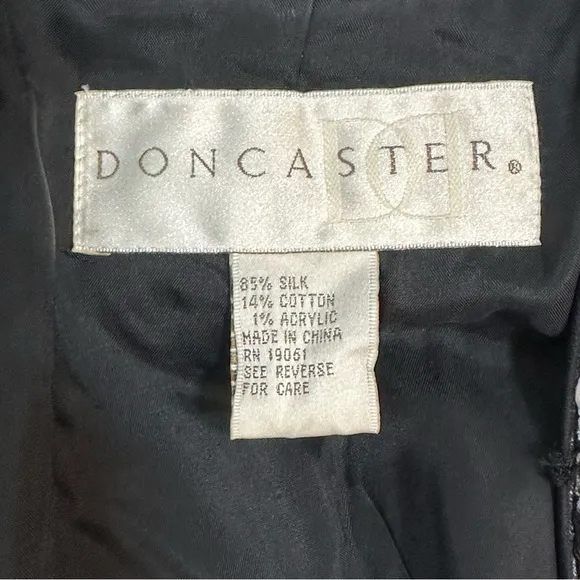 DONCASTER®
85% SILK
14% COTTON
1% ACRYLIC
MADE IN CHINA
RN 19061
SEE REVERSE
FOR CARE